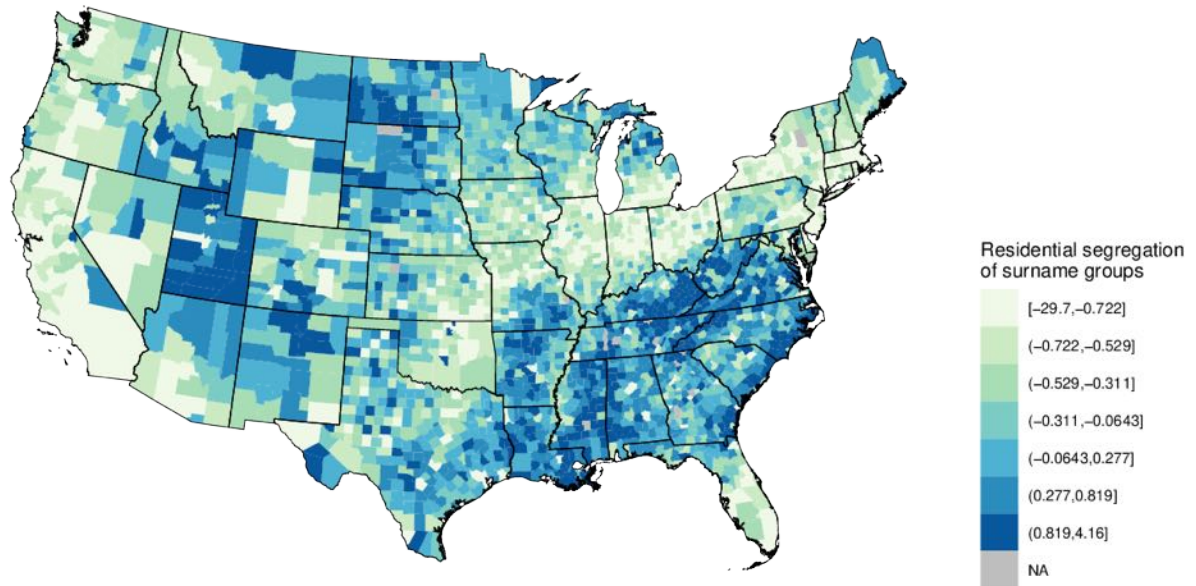 Residential segregation
of surname groups
[−29.7,−0.722]
(−0.722,−0.529]
(−0.529,−0.311]
(−0.311,−0.0643]
(−0.0643,0.277]
(0.277,0.819]
(0.819,4.16]
NA